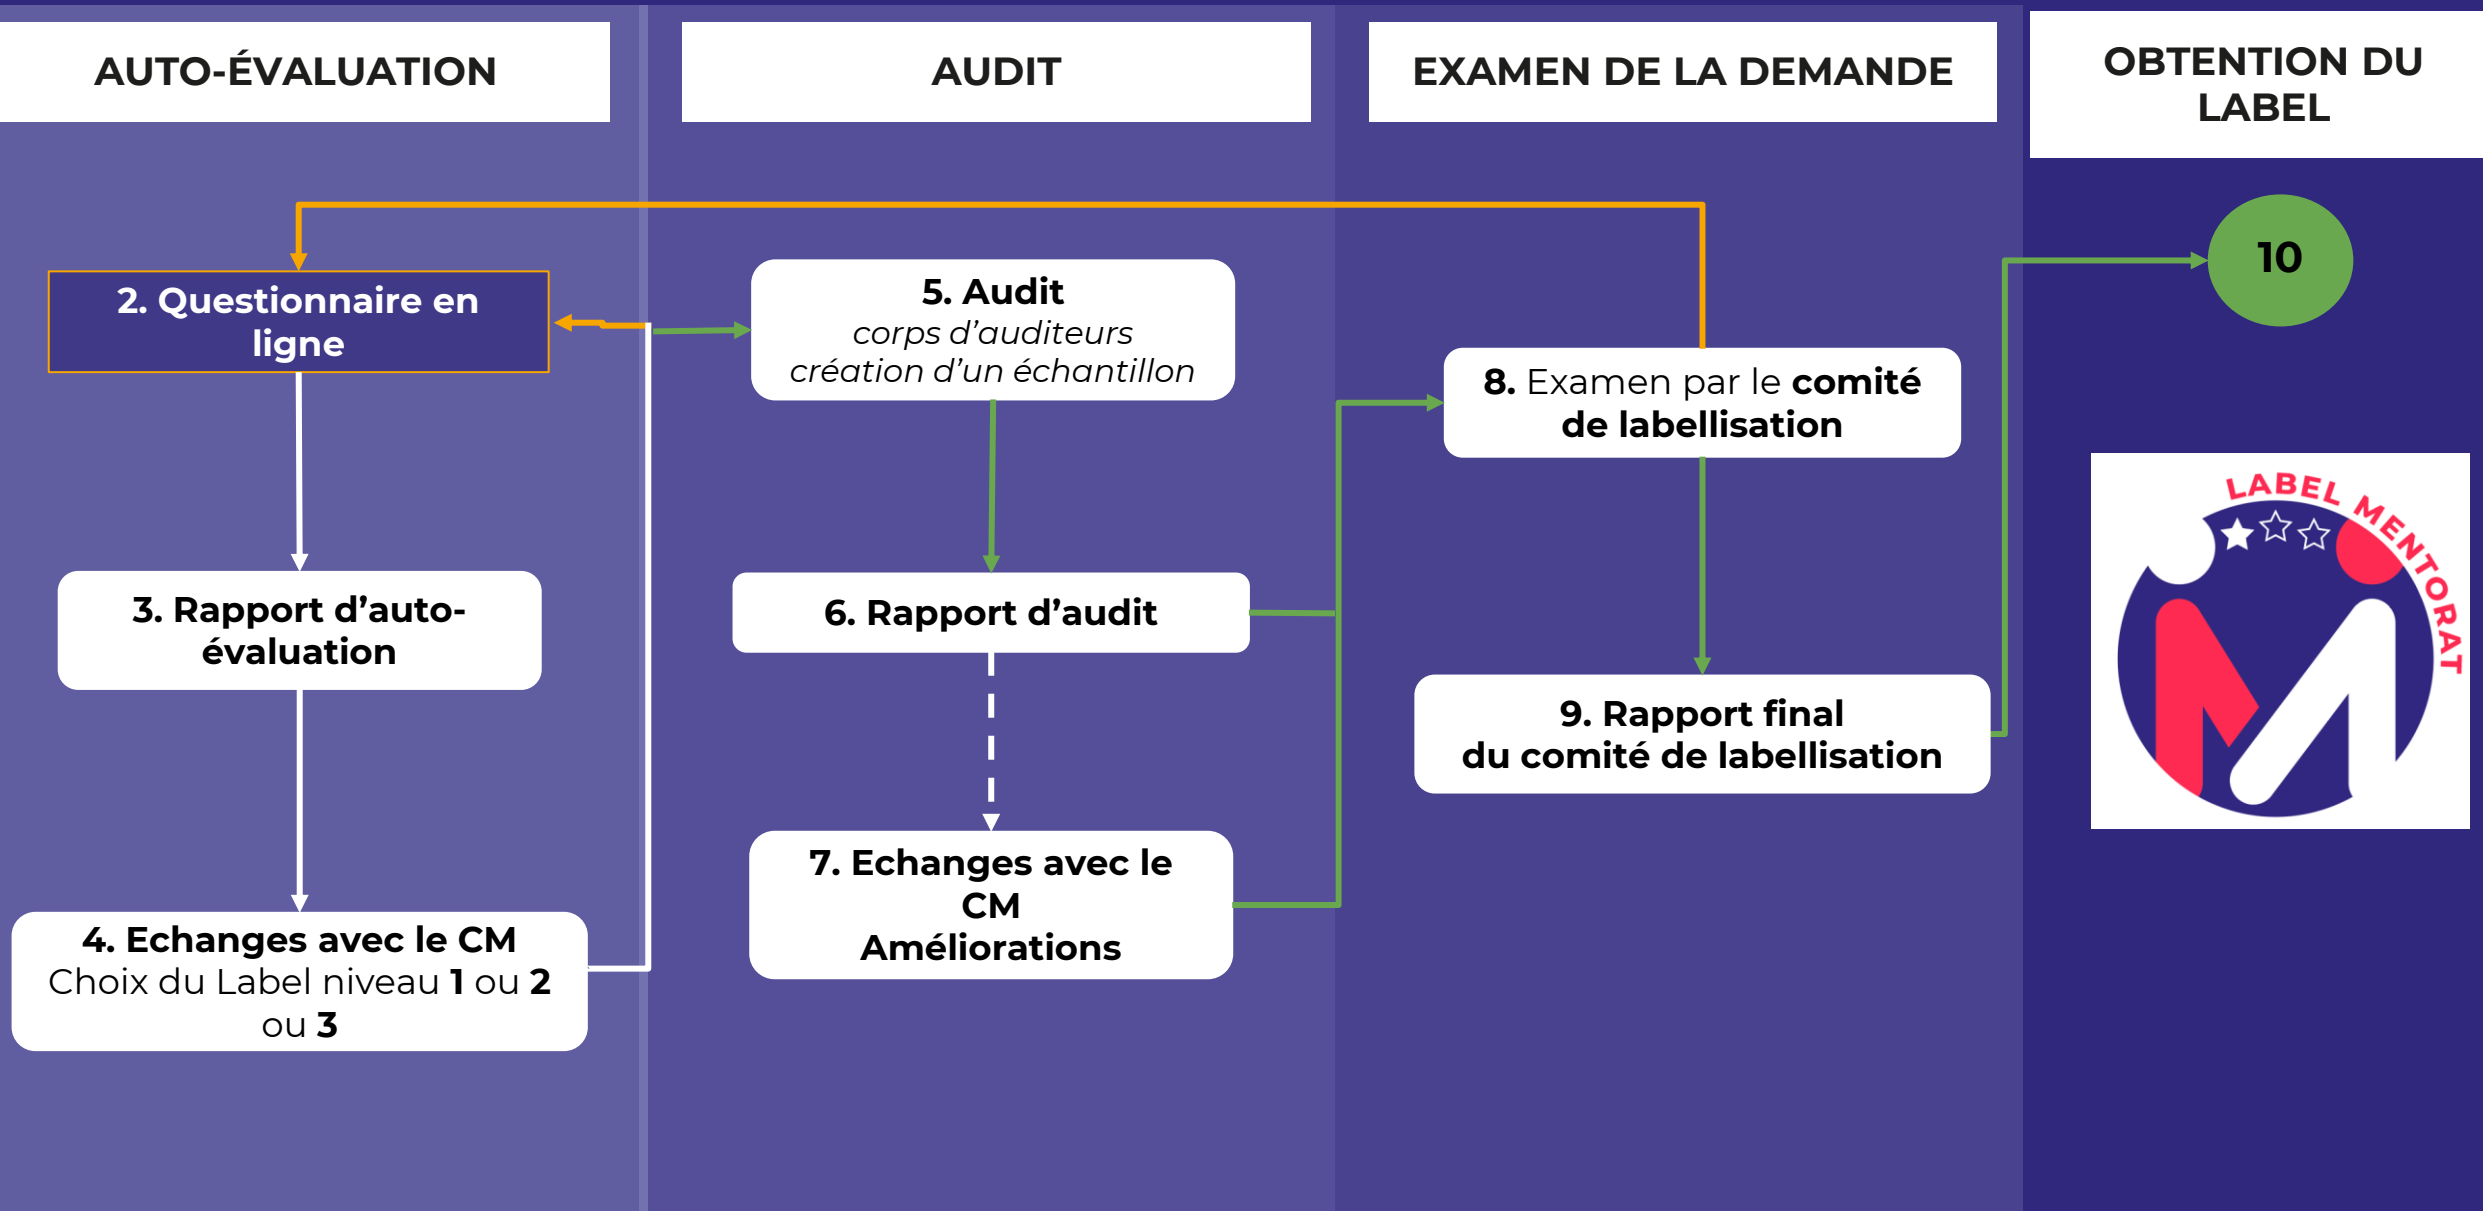 AUTO-ÉVALUATION
2. Questionnaire en
ligne
3. Rapport d'auto-
évaluation
4. Echanges avec le CM
Choix du Label niveau 1 ou 2
ou 3
AUDIT
5. Audit
corps d'auditeurs
création d'un échantillon
6. Rapport d'audit
7. Echanges avec le
CM
Améliorations
EXAMEN DE LA DEMANDE
8. Examen par le comité
de labellisation
9. Rapport final
du comité de labellisation
OBTENTION DU
LABEL
10
LABEL MENTORAT